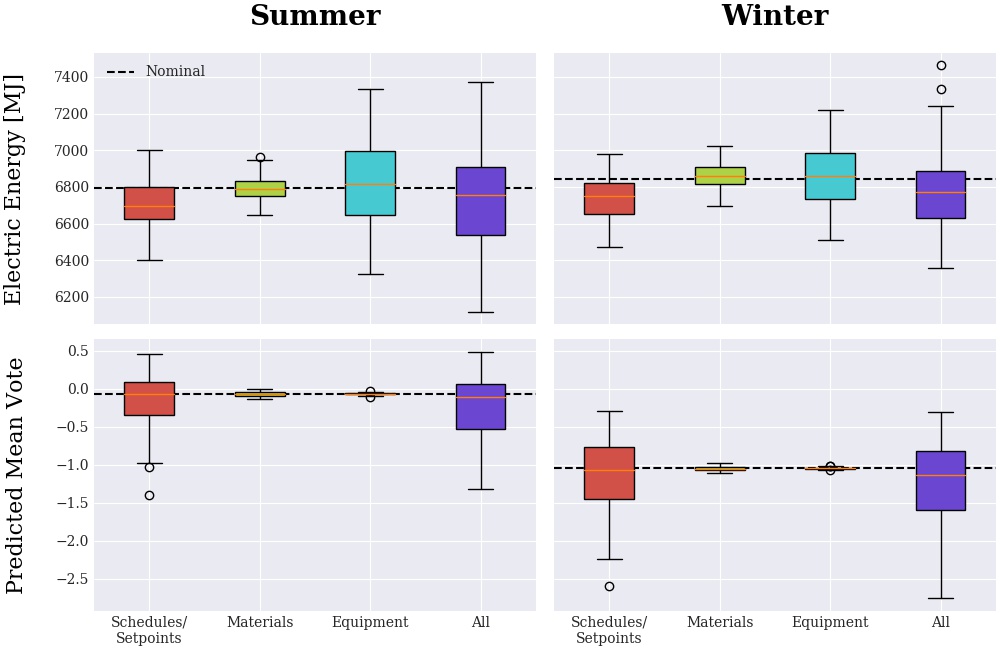 Summer
Winter
Electric Energy [MJ]
7400
7200
7000
6800
6600
6400
6200
Nominal
Predicted Mean Vote
0.5
0.0
−0.5
−1.0
−1.5
−2.0
−2.5
Schedules/
Setpoints
Materials
Equipment
All
Schedules/
Setpoints
Materials
Equipment
All